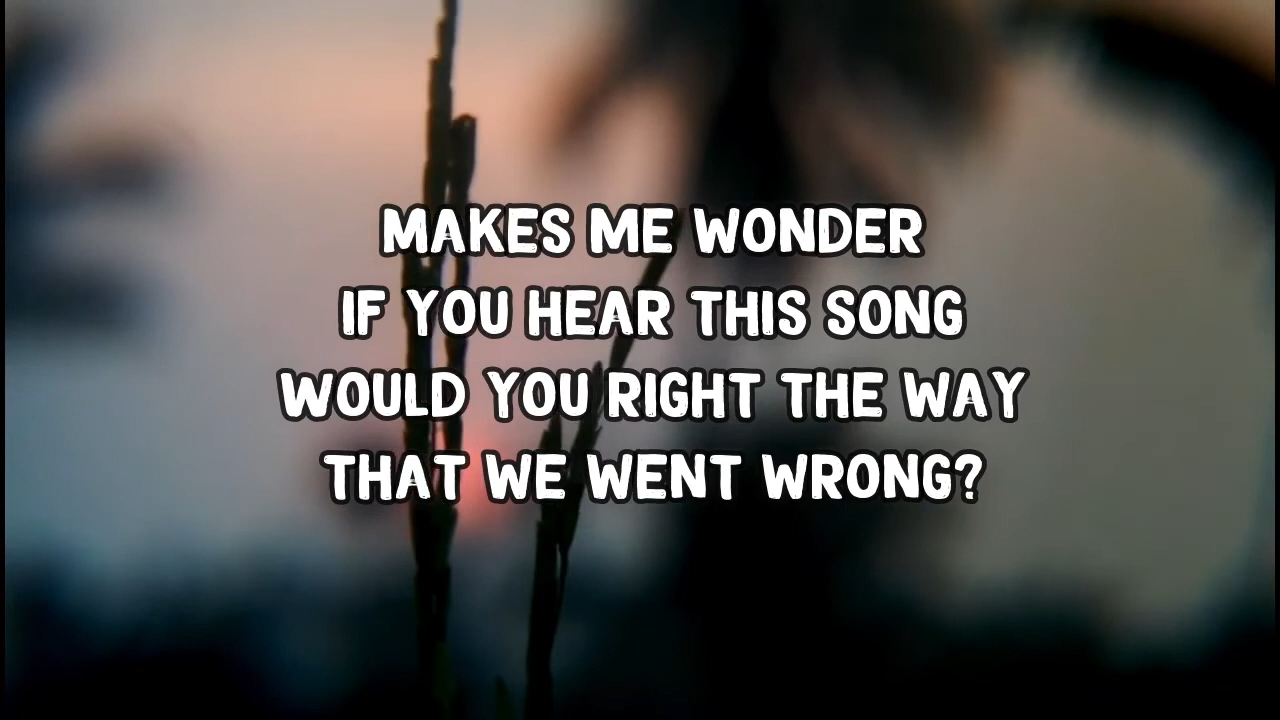 MAKES ME WONDER
IF YOU HEAR THIS SONG
WOULD YOU RIGHT THE WAY
THAT WE WENT WRONG?